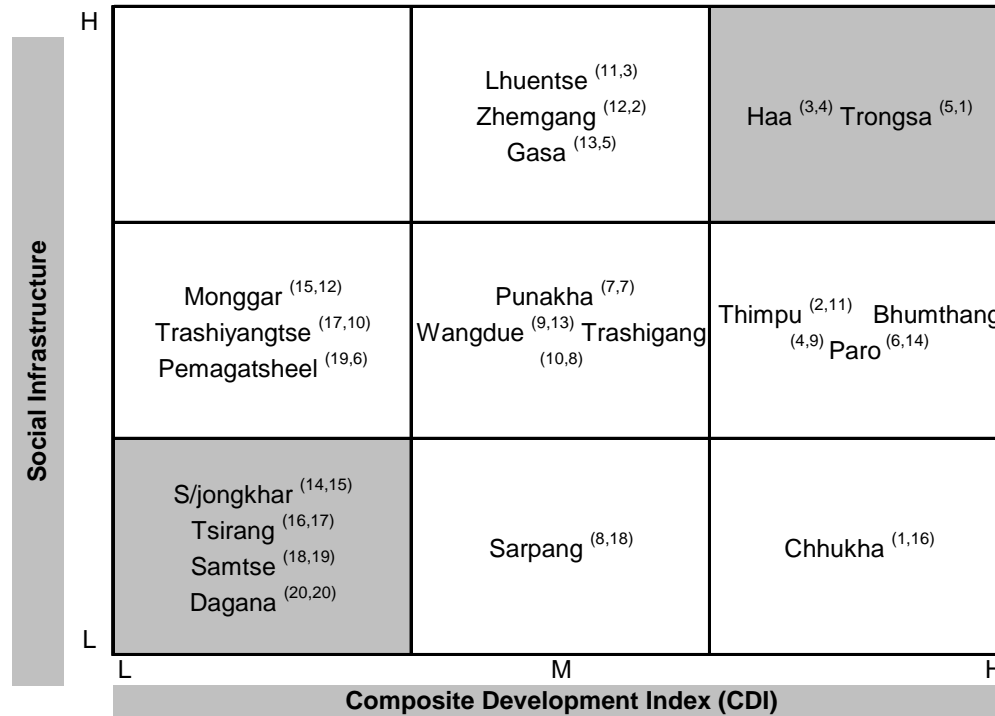 H
Lhuentse (11,3)
Zhemgang (12,2)
Gasa (13,5)
Haa (3,4) Trongsa (5,1)
Social Infrastructure
Monggar (15,12)
Trashiyangtse (17,10)
Pemagatsheel (19,6)
Punakha (7,7)
Wangdue (9,13) Trashigang
(10,8)
Thimpu (2,11) Bhumthang
(4,9) Paro (6,14)
S/jongkhar (14,15)
Tsirang (16,17)
Samtse (18,19)
Dagana (20,20)
Sarpang (8,18)
Chhukha (1,16)
L
L M H
Composite Development Index (CDI)